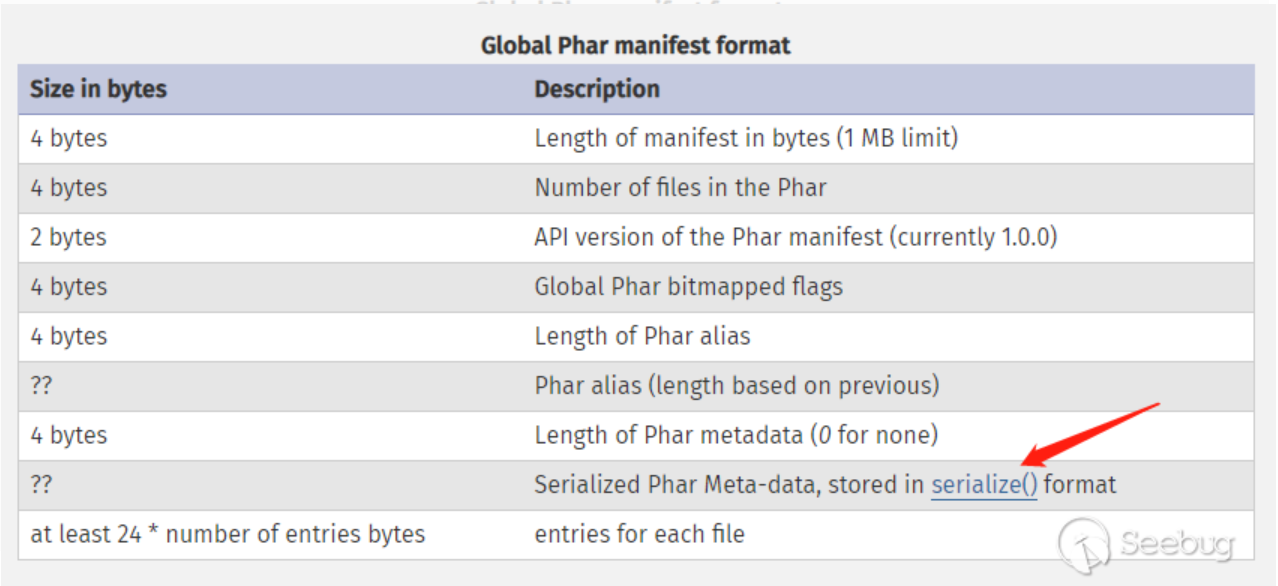 Global Phar manifest format
Size in bytes Description
4 bytes Length of manifest in bytes (1 MB limit)
4 bytes Number of files in the Phar
2 bytes API version of the Phar manifest (currently 1.0.0)
4 bytes Global Phar bitmapped flags
4 bytes Length of Phar alias
?? Phar alias (length based on previous)
4 bytes Length of Phar metadata (0 for none)
?? Serialized Phar Meta-data, stored in serialize() format
at least 24 * number of entries bytes entries for each file
Seebug